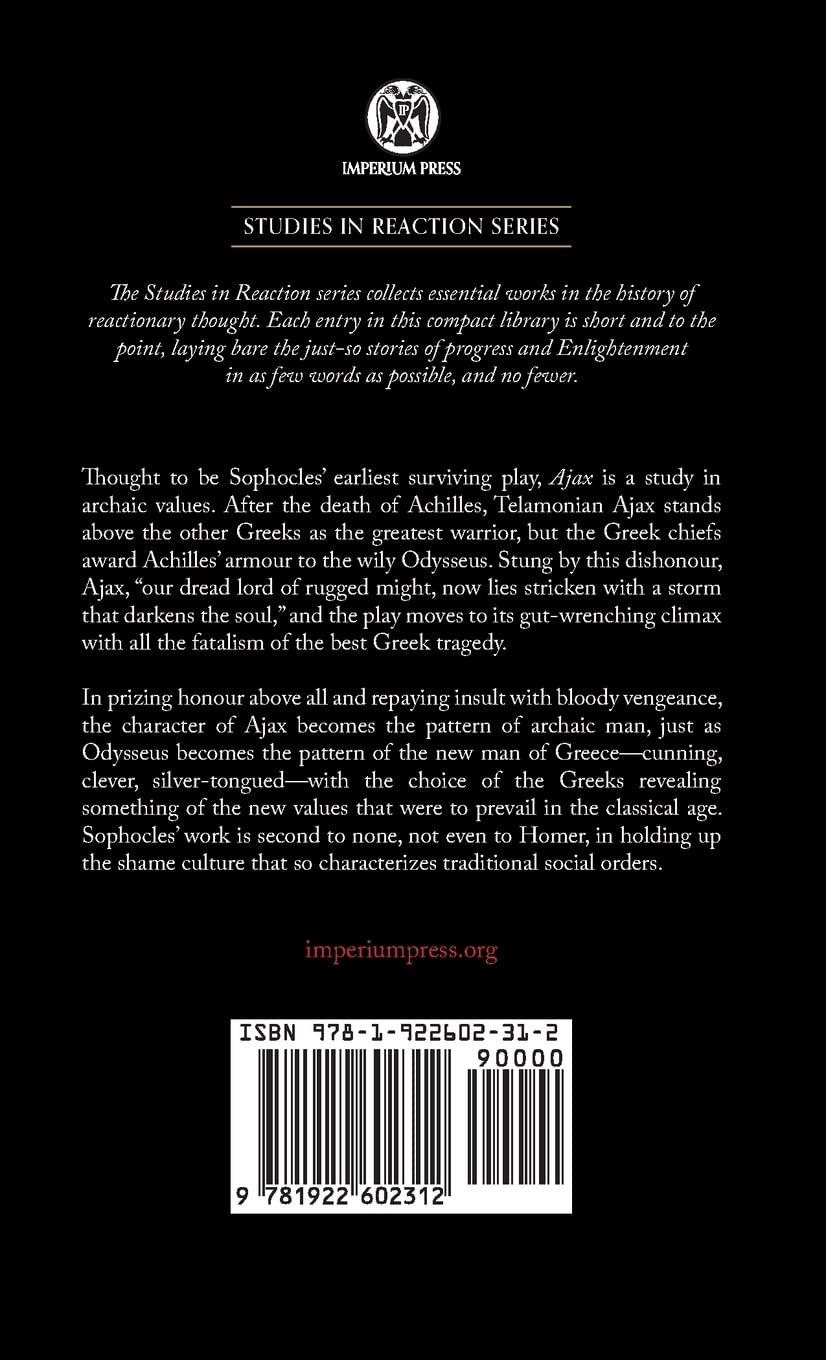 IP
IMPERIUM PRESS
STUDIES IN REACTION SERIES
The Studies in Reaction series collects essential works in the history of
reactionary thought. Each entry in this compact library is short and to the
point, laying bare the just-so stories of progress and Enlightenment
in as few words as possible, and no fewer.
Thought to be Sophocles’ earliest surviving play, Ajax is a study in
archaic values. After the death of Achilles, Telamonian Ajax stands
above the other Greeks as the greatest warrior, but the Greek chiefs
award Achilles’ armour to the wily Odysseus. Stung by this dishonour,
Ajax, “our dread lord of rugged might, now lies stricken with a storm
that darkens the soul,” and the play moves to its gut-wrenching climax
with all the fatalism of the best Greek tragedy.
In prizing honour above all and repaying insult with bloody vengeance,
the character of Ajax becomes the pattern of archaic man, just as
Odysseus becomes the pattern of the new man of Greece—cunning,
clever, silver-tongued—with the choice of the Greeks revealing
something of the new values that were to prevail in the classical age.
Sophocles’ work is second to none, not even to Homer, in holding up
the shame culture that so characterizes traditional social orders.
imperiumpress.org
ISBN 978-1-922602-31-2
90000
9 781922 602312